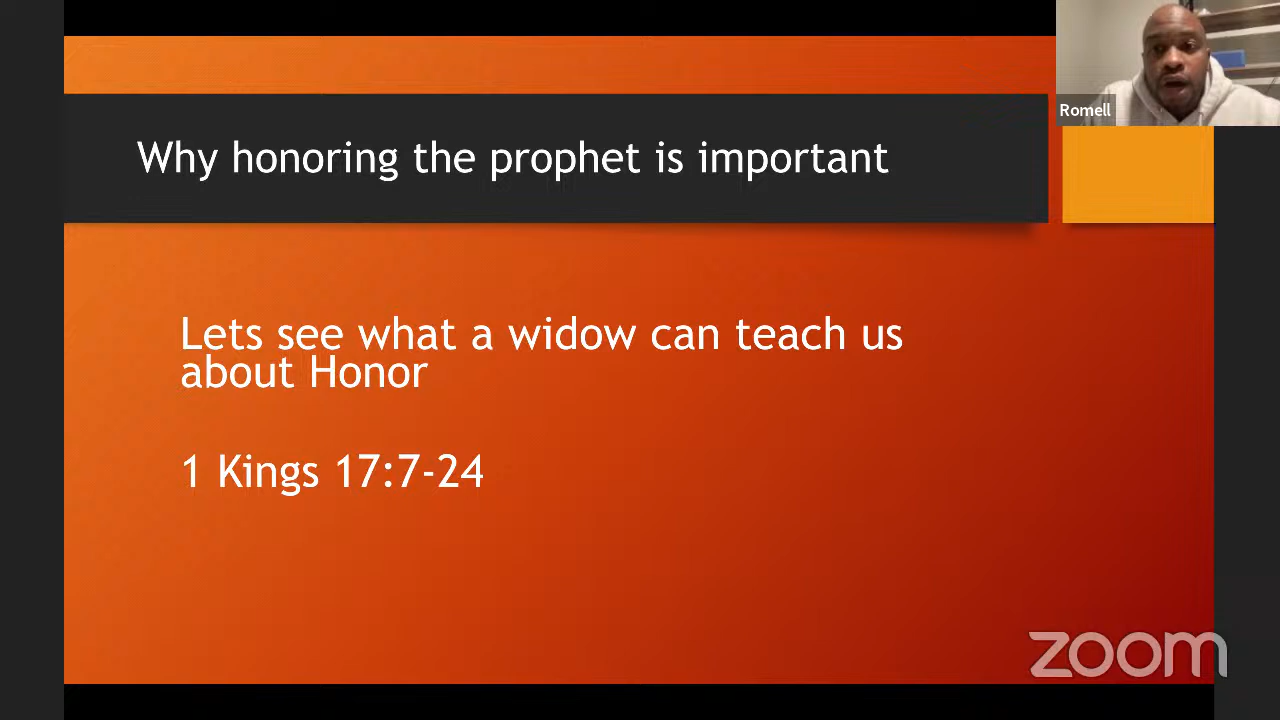 Romell
Why honoring the prophet is important
Lets see what a widow can teach us
about Honor
1 Kings 17:7-24
zoom